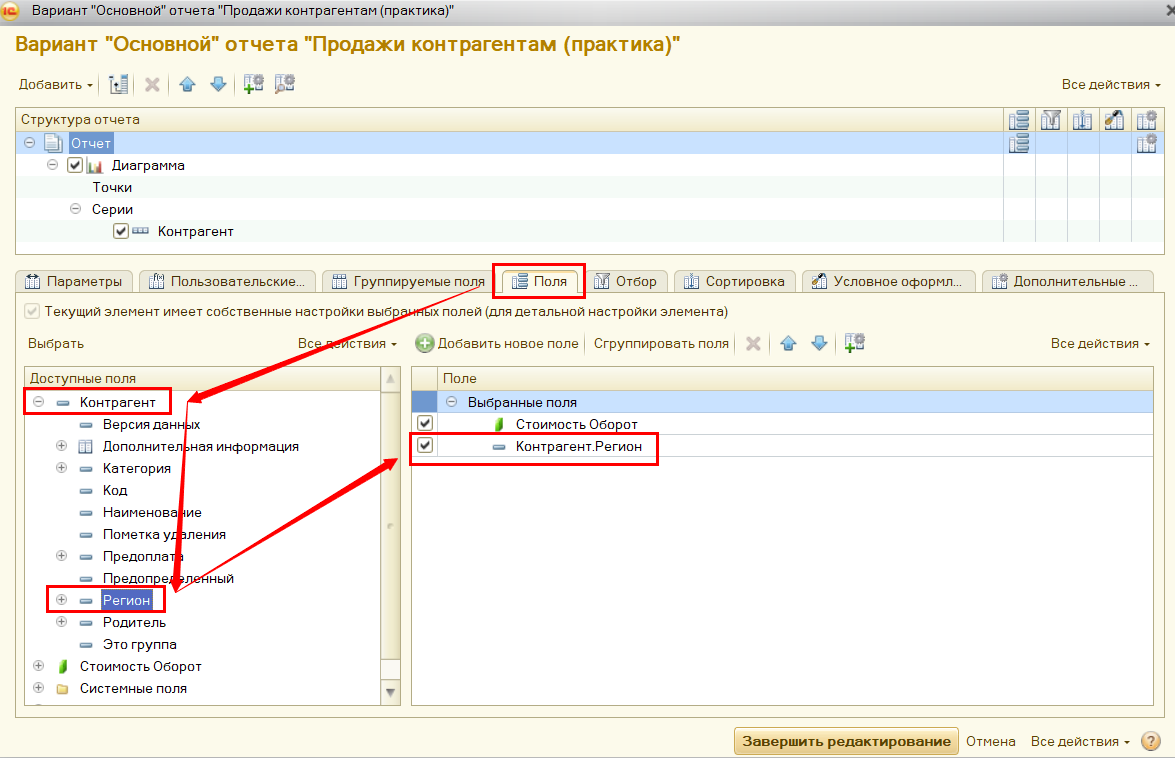 Вариант "Основной" отчета "Продажи контрагентам (практика)"
Вариант "Основной" отчета "Продажи контрагентам (практика)"
Добавить Все действия
Структура отчета
Отчет
Диаграмма
Точки
Серии
Контрагент
Параметры Пользовательские... Группируемые поля Поля Отбор Сортировка Условное оформл... Дополнительные ...
Текущий элемент имеет собственные настройки выбранных полей (для детальной настройки элемента)
Выбрать Все действия Добавить новое поле Сгруппировать поля Все действия
Доступные поля
Контрагент
Версия данных
Дополнительная информация
Категория
Код
Наименование
Пометка удаления
Предоплата
Предопределенный
Регион
Родитель
Это группа
Стоимость Оборот
Системные поля
Поле
Выбранные поля
Стоимость Оборот
Контрагент.Регион
Завершить редактирование Отмена Все действия ?